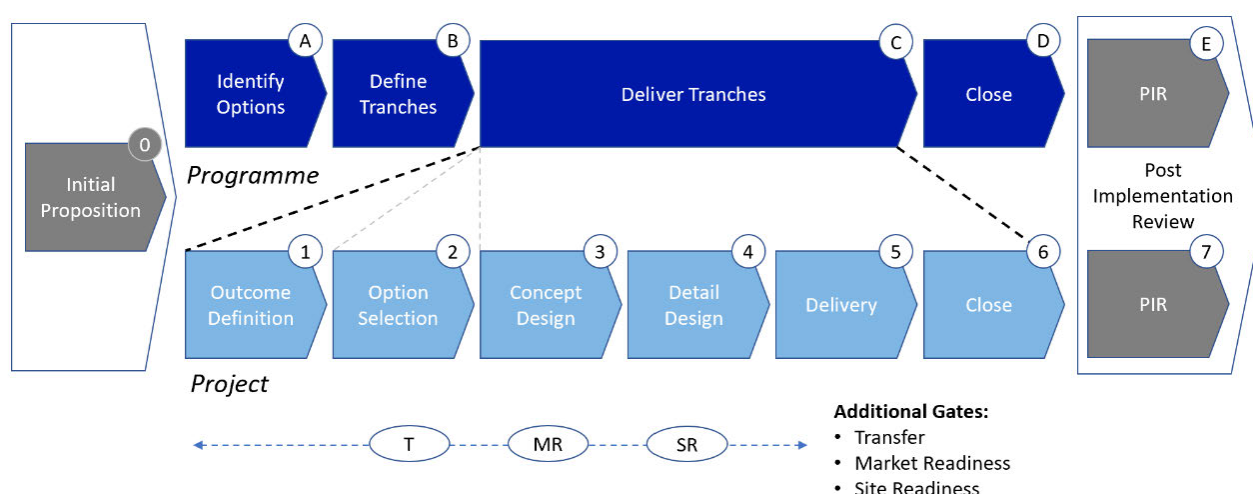 A
B
C
D
E
Identify
Options
Define
Tranches
Deliver Tranches
Close
PIR
0
Initial
Proposition
Programme
Post
Implementation
Review
1
2
3
4
5
6
7
Outcome
Definition
Option
Selection
Concept
Design
Detail
Design
Delivery
Close
PIR
Project
T
MR
SR
Additional Gates:
• Transfer
• Market Readiness
• Site Readiness